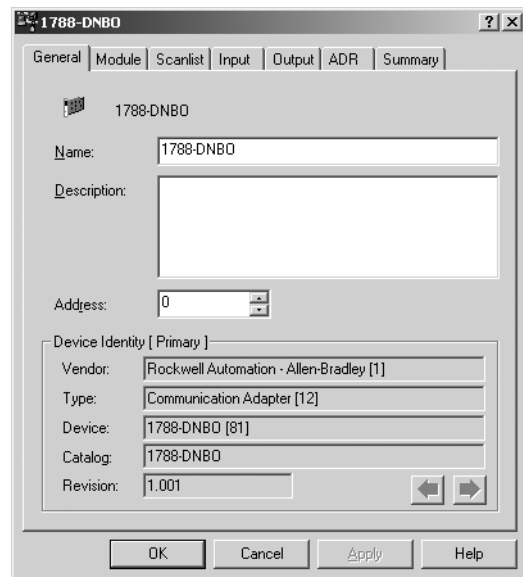 1788-DNBO
General Module Scanlist Input Output ADR Summary
1788-DNBO
Name: 1788-DNBO
Description:
Address: 0
Device Identity [ Primary ]
Vendor: Rockwell Automation - Allen-Bradley [1]
Type: Communication Adapter [12]
Device: 1788-DNBO [81]
Catalog: 1788-DNBO
Revision: 1.001
OK Cancel Apply Help